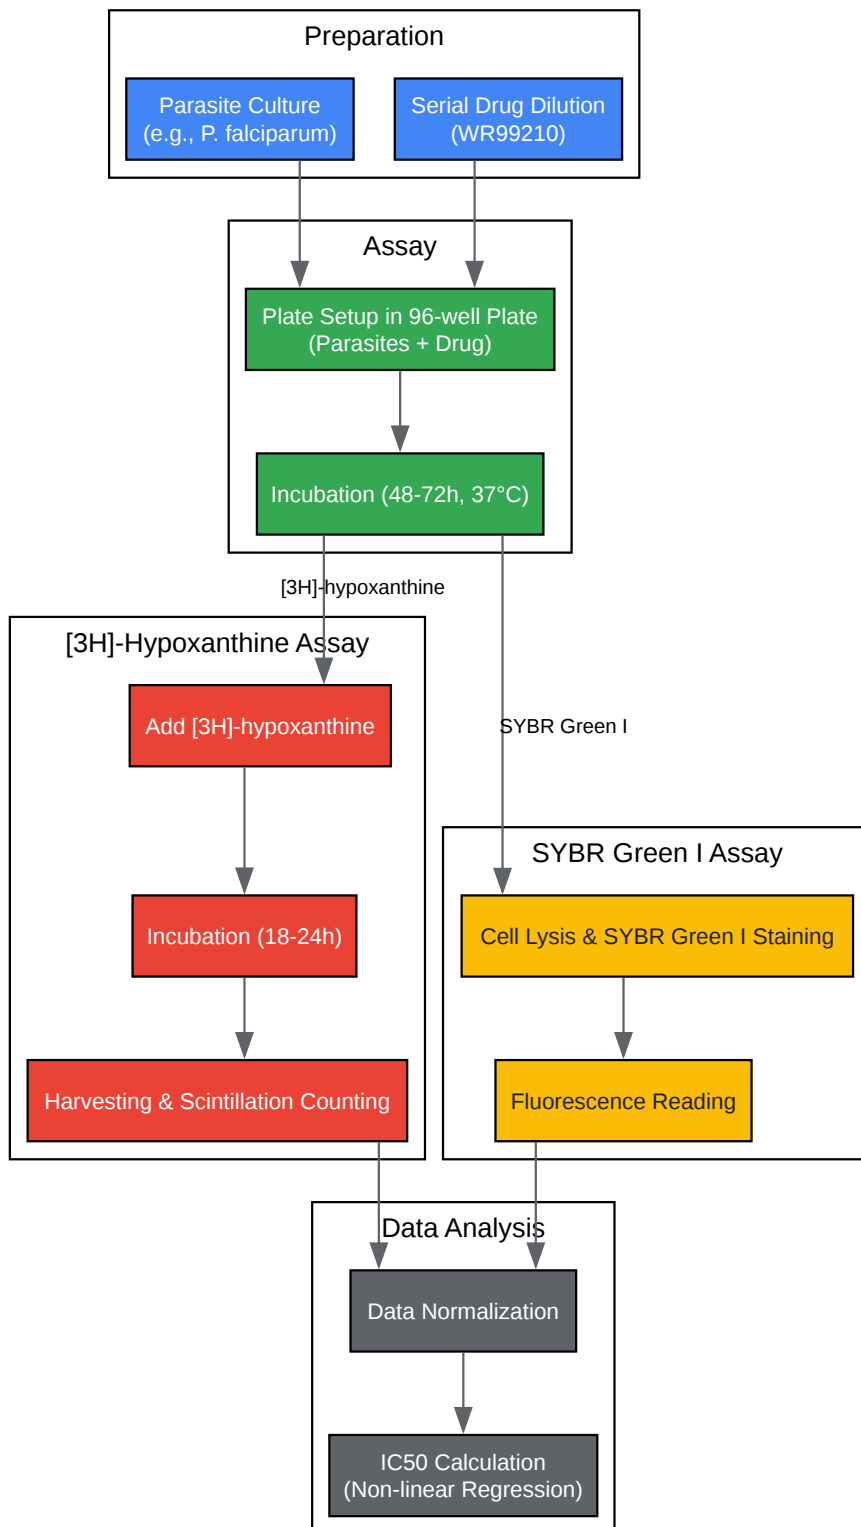 Preparation
Parasite Culture
(e.g., P. falciparum)
Serial Drug Dilution
(WR99210)
Assay
Plate Setup in 96-well Plate
(Parasites + Drug)
Incubation (48-72h, 37°C)
[3H]-hypoxanthine
[3H]-Hypoxanthine Assay
Add [3H]-hypoxanthine
SYBR Green I
SYBR Green I Assay
Incubation (18-24h)
Cell Lysis & SYBR Green I Staining
Harvesting & Scintillation Counting
Fluorescence Reading
Data Analysis
Data Normalization
IC50 Calculation
(Non-linear Regression)